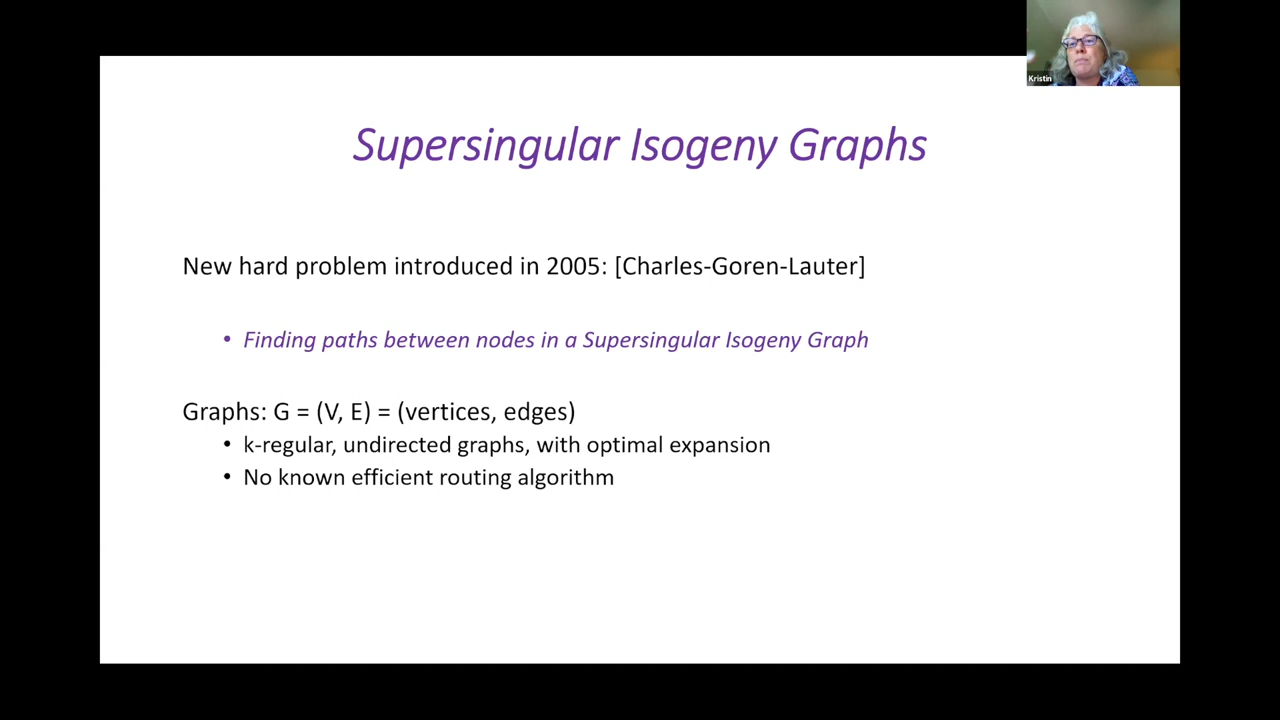 Kristin
Supersingular Isogeny Graphs
New hard problem introduced in 2005: [Charles-Goren-Lauter]
• Finding paths between nodes in a Supersingular Isogeny Graph
Graphs: G = (V, E) = (vertices, edges)
• k-regular, undirected graphs, with optimal expansion
• No known efficient routing algorithm